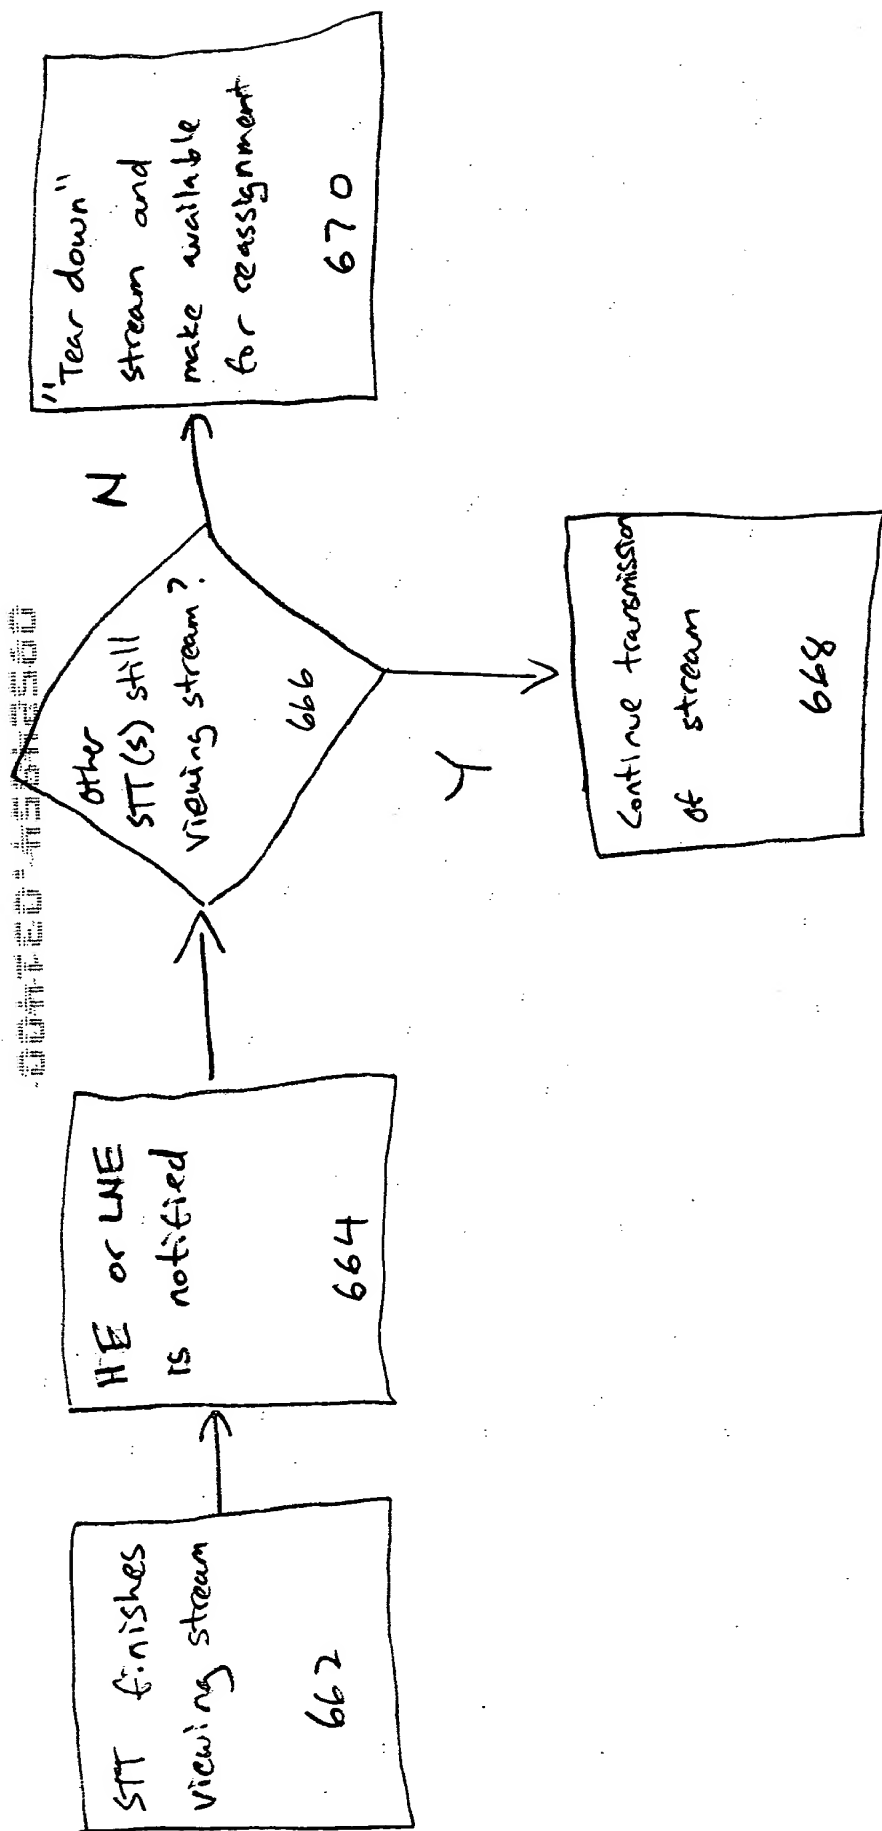 STT finishes
viewing stream
662
HE or LNE
is notified
664
Other
STT(s) still
viewing stream?
666
N
"Tear down"
stream and
make available
for reassignment
670
Y
Continue transmission
of stream
668